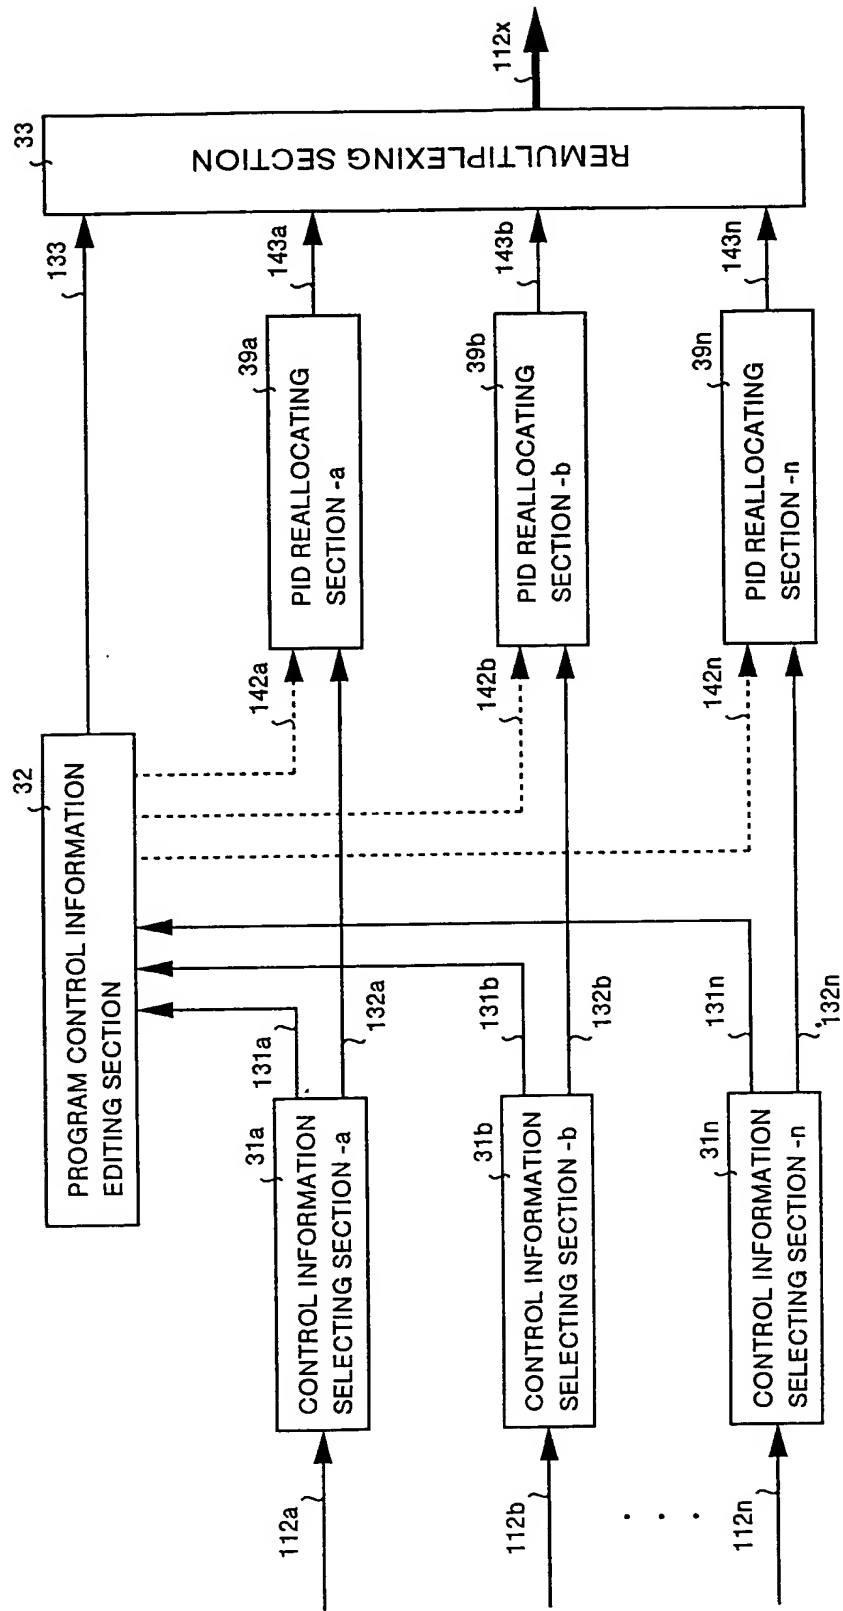 32
PROGRAM CONTROL INFORMATION
EDITING SECTION
133
33
REMULTIPLEXING SECTION
112x
112a
31a
CONTROL INFORMATION
SELECTING SECTION -a
131a
132a
142a
39a
PID REALLOCATING
SECTION -a
143a
112b
31b
CONTROL INFORMATION
SELECTING SECTION -b
131b
132b
142b
39b
PID REALLOCATING
SECTION -b
143b
. . .
112n
31n
CONTROL INFORMATION
SELECTING SECTION -n
131n
132n
142n
39n
PID REALLOCATING
SECTION -n
143n